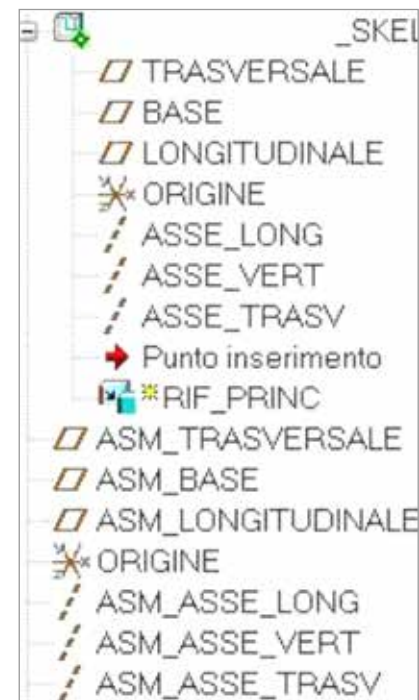 _SKEL
TRASVERSALE
BASE
LONGITUDINALE
ORIGINE
ASSE_LONG
ASSE_VERT
ASSE_TRASV
Punto inserimento
*RIF_PRINC
ASM_TRASVERSALE
ASM_BASE
ASM_LONGITUDINALE
ORIGINE
ASM_ASSE_LONG
ASM_ASSE_VERT
ASM_ASSE_TRASV